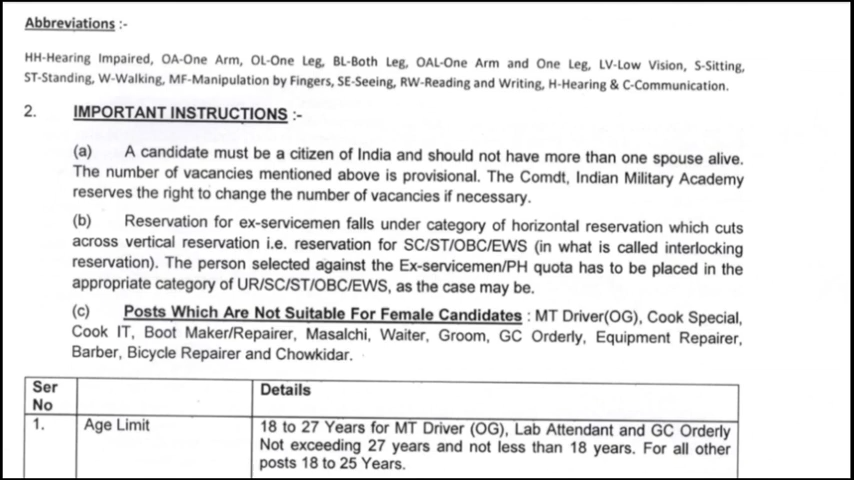 Abbreviations :-
HH-Hearing Impaired, OA-One Arm, OL-One Leg, BL-Both Leg, OAL-One Arm and One Leg, LV-Low Vision, S-Sitting,
ST-Standing, W-Walking, MF-Manipulation by Fingers, SE-Seeing, RW-Reading and Writing, H-Hearing & C-Communication.
2. IMPORTANT INSTRUCTIONS :-
(a) A candidate must be a citizen of India and should not have more than one spouse alive.
The number of vacancies mentioned above is provisional. The Comdt, Indian Military Academy
reserves the right to change the number of vacancies if necessary.
(b) Reservation for ex-servicemen falls under category of horizontal reservation which cuts
across vertical reservation i.e. reservation for SC/ST/OBC/EWS (in what is called interlocking
reservation). The person selected against the Ex-servicemen/PH quota has to be placed in the
appropriate category of UR/SC/ST/OBC/EWS, as the case may be.
(c) Posts Which Are Not Suitable For Female Candidates : MT Driver(OG), Cook Special,
Cook IT, Boot Maker/Repairer, Masalchi, Waiter, Groom, GC Orderly, Equipment Repairer,
Barber, Bicycle Repairer and Chowkidar.
Ser Details
No
1. Age Limit 18 to 27 Years for MT Driver (OG), Lab Attendant and GC Orderly
Not exceeding 27 years and not less than 18 years. For all other
posts 18 to 25 Years.